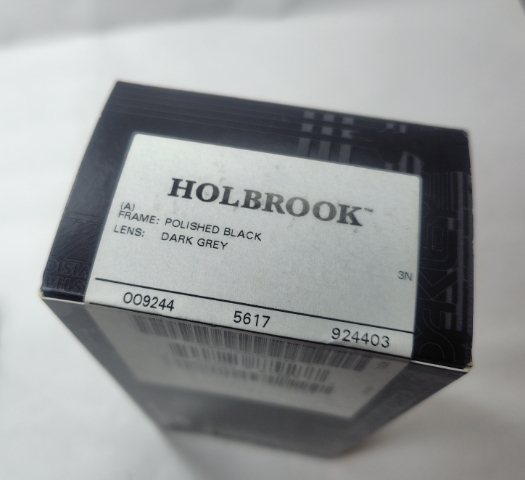 HOLBROOK™
(A)
FRAME: POLISHED BLACK
LENS: DARK GREY
3N
009244 5617 924403